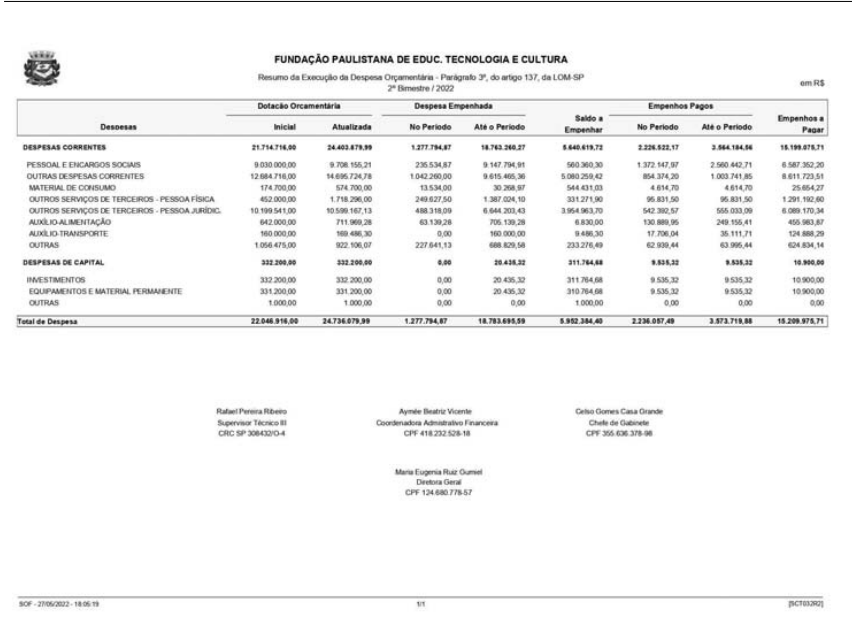 FUNDAÇÃO PAULISTANA DE EDUC. TECNOLOGIA E CULTURA
Resumo da Execução da Despesa Orçamentária - Parágrafo 3º, do artigo 137, da LOM-SP
2º Bimestre / 2022
em R$
Dotacão Orcamentária Despesa Empenhada Saldo a Empenhar Empenhos Pagos Empenhos a Pagar
Despesas Inicial Atualizada No Período Até o Período No Período Até o Período
DESPESAS CORRENTES 21.714.716,00 24.403.879,99 1.277.794,87 18.763.260,27 5.640.619,72 2.226.522,17 3.564.184,56 15.199.075,71
PESSOAL E ENCARGOS SOCIAIS 9.030.000,00 9.708.155,21 235.534,87 9.147.794,91 560.360,30 1.372.147,97 2.560.442,71 6.587.352,20
OUTRAS DESPESAS CORRENTES 12.684.716,00 14.695.724,78 1.042.260,00 9.615.465,36 5.080.259,42 854.374,20 1.003.741,85 8.611.723,51
MATERIAL DE CONSUMO 174.700,00 574.700,00 13.534,00 30.268,97 544.431,03 4.614,70 4.614,70 25.654,27
OUTROS SERVIÇOS DE TERCEIROS - PESSOA FÍSICA 452.000,00 1.718.296,00 249.627,50 1.387.024,10 331.271,90 95.831,50 95.831,50 1.291.192,60
OUTROS SERVIÇOS DE TERCEIROS - PESSOA JURÍDIC. 10.199.541,00 10.599.167,13 488.318,09 6.644.203,43 3.954.963,70 542.392,57 555.033,09 6.089.170,34
AUXÍLIO-ALIMENTAÇÃO 642.000,00 711.969,28 63.139,28 705.139,28 6.830,00 130.889,95 249.155,41 455.983,87
AUXÍLIO-TRANSPORTE 160.000,00 169.486,30 0,00 160.000,00 9.486,30 17.706,04 35.111,71 124.888,29
OUTRAS 1.056.475,00 922.106,07 227.641,13 688.829,58 233.276,49 62.939,44 63.995,44 624.834,14
DESPESAS DE CAPITAL 332.200,00 332.200,00 0,00 20.435,32 311.764,68 9.535,32 9.535,32 10.900,00
INVESTIMENTOS 332.200,00 332.200,00 0,00 20.435,32 311.764,68 9.535,32 9.535,32 10.900,00
EQUIPAMENTOS E MATERIAL PERMANENTE 331.200,00 331.200,00 0,00 20.435,32 310.764,68 9.535,32 9.535,32 10.900,00
OUTRAS 1.000,00 1.000,00 0,00 0,00 1.000,00 0,00 0,00 0,00
Total de Despesa 22.046.916,00 24.736.079,99 1.277.794,87 18.783.695,59 5.952.384,40 2.236.057,49 3.573.719,88 15.209.975,71
Rafael Pereira Ribeiro Aymée Beatriz Vicente Celso Gomes Casa Grande
Supervisor Técnico III Coordenadora Admistrativo Financeira Chefe de Gabinete
CRC SP 308432/O-4 CPF 418.232.528-18 CPF 355.636.378-98
Maria Eugenia Ruiz Gumiel
Diretora Geral
CPF 124.680.778-57
SOF - 27/05/2022 - 18:05:19 1/1 [SCT032R2]